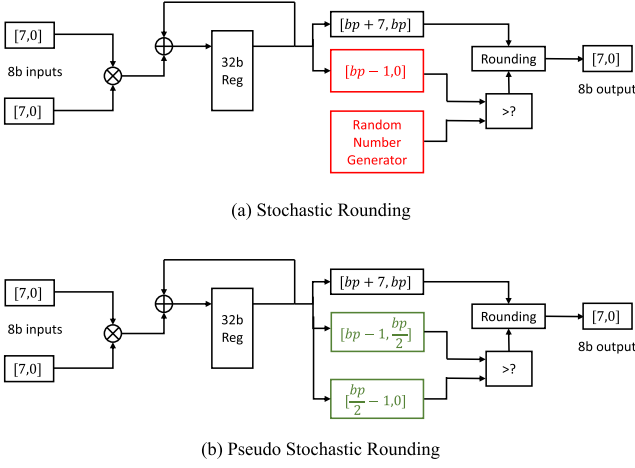 [7,0]
8b inputs
[7,0]
32b
Reg
[bp + 7, bp]
[bp − 1,0]
Random
Number
Generator
Rounding
>?
[7,0]
8b output
(a) Stochastic Rounding
[7,0]
8b inputs
[7,0]
32b
Reg
[bp + 7, bp]
[bp − 1, bp/2]
[bp/2 − 1,0]
Rounding
>?
[7,0]
8b output
(b) Pseudo Stochastic Rounding